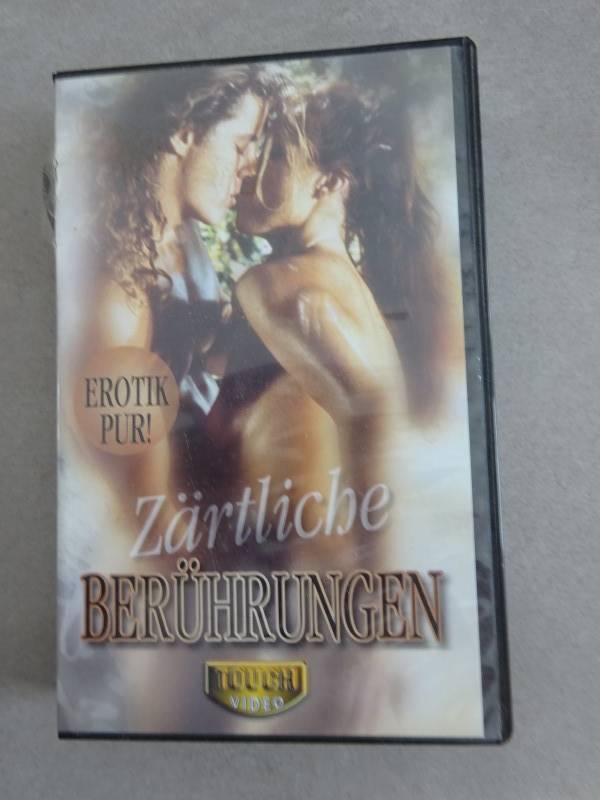 EROTIK
PUR!
Zärtliche
BERÜHRUNGEN
TOUCH
VIDEO